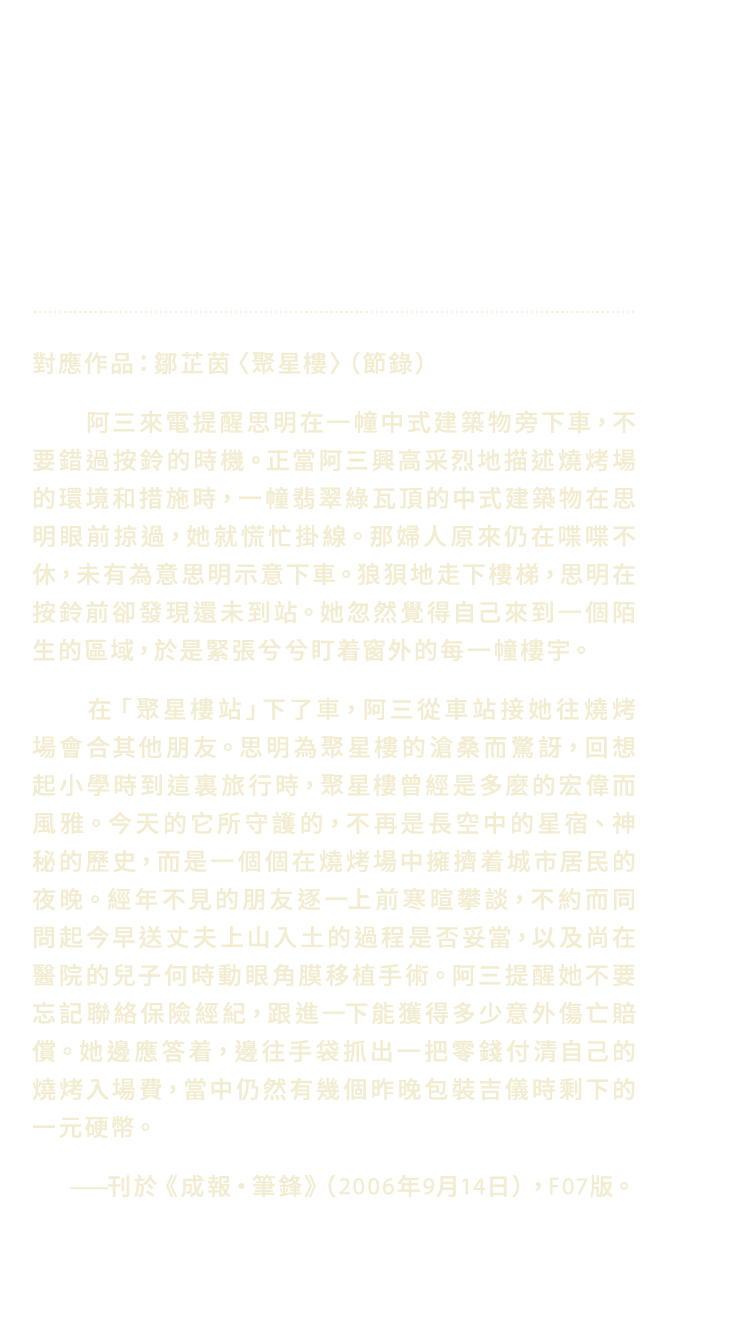 對應作品：鄒芷茵〈聚星樓〉（節錄）
阿三來電提醒思明在一幢中式建築物旁下車，不
要錯過按鈴的時機。正當阿三興高采烈地描述燒烤場
的環境和措施時，一幢翡翠綠瓦頂的中式建築物在思
明眼前掠過，她就慌忙掛線。那婦人原來仍在喋喋不
休，未有為意思明示意下車。狼狽地走下樓梯，思明在
按鈴前卻發現還未到站。她忽然覺得自己來到一個陌
生的區域，於是緊張兮兮盯着窗外的每一幢樓宇。
在「聚星樓站」下了車，阿三從車站接她往燒烤
場會合其他朋友。思明為聚星樓的滄桑而驚訝，回想
起小學時到這裏旅行時，聚星樓曾經是多麼的宏偉而
風雅。今天的它所守護的，不再是長空中的星宿、神
秘的歷史，而是一個個在燒烤場中擁擠着城市居民的
夜晚。經年不見的朋友逐一上前寒暄攀談，不約而同
問起今早送丈夫上山入土的過程是否妥當，以及尚在
醫院的兒子何時動眼角膜移植手術。阿三提醒她不要
忘記聯絡保險經紀，跟進一下能獲得多少意外傷亡賠
償。她邊應答着，邊往手袋抓出一把零錢付清自己的
燒烤入場費，當中仍然有幾個昨晚包裝吉儀時剩下的
一元硬幣。
——刊於《成報•筆鋒》（2006年9月14日），F07版。